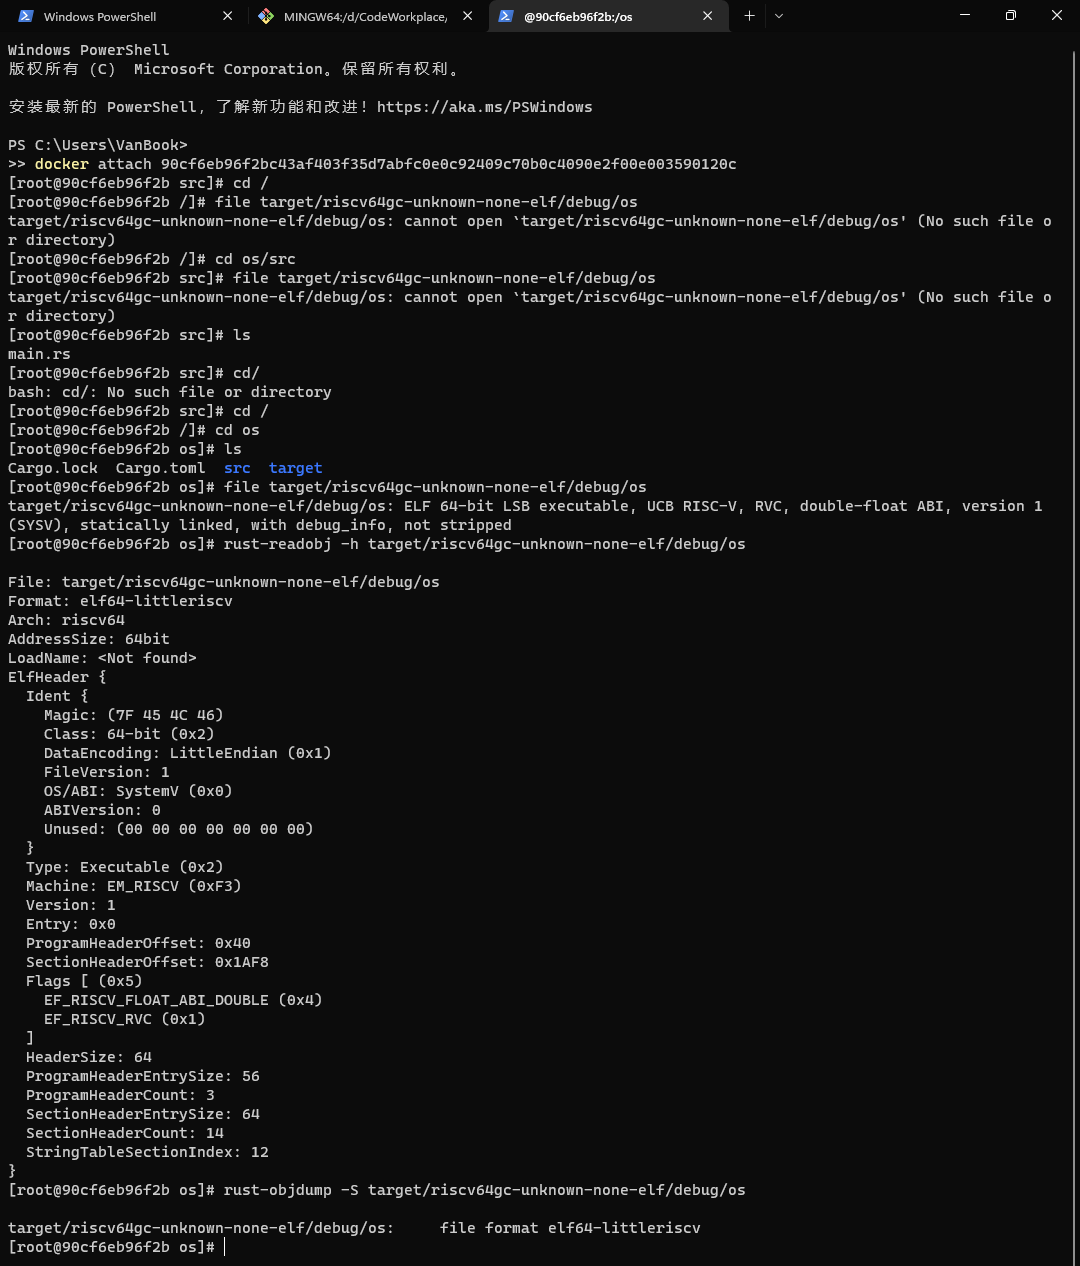 Windows PowerShell
MINGW64:/d/CodeWorkplace/
@90cf6eb96f2b:/os
Windows PowerShell
版权所有 (C)  Microsoft Corporation。保留所有权利。
安装最新的 PowerShell，了解新功能和改进！https://aka.ms/PSWindows
PS C:\Users\VanBook>
>> docker attach 90cf6eb96f2bc43af403f35d7abfc0e0c92409c70b0c4090e2f00e003590120c
[root@90cf6eb96f2b src]# cd /
[root@90cf6eb96f2b /]# file target/riscv64gc-unknown-none-elf/debug/os
target/riscv64gc-unknown-none-elf/debug/os: cannot open `target/riscv64gc-unknown-none-elf/debug/os' (No such file o
r directory)
[root@90cf6eb96f2b /]# cd os/src
[root@90cf6eb96f2b src]# file target/riscv64gc-unknown-none-elf/debug/os
target/riscv64gc-unknown-none-elf/debug/os: cannot open `target/riscv64gc-unknown-none-elf/debug/os' (No such file o
r directory)
[root@90cf6eb96f2b src]# ls
main.rs
[root@90cf6eb96f2b src]# cd/
bash: cd/: No such file or directory
[root@90cf6eb96f2b src]# cd /
[root@90cf6eb96f2b /]# cd os
[root@90cf6eb96f2b os]# ls
Cargo.lock  Cargo.toml  src  target
[root@90cf6eb96f2b os]# file target/riscv64gc-unknown-none-elf/debug/os
target/riscv64gc-unknown-none-elf/debug/os: ELF 64-bit LSB executable, UCB RISC-V, RVC, double-float ABI, version 1
(SYSV), statically linked, with debug_info, not stripped
[root@90cf6eb96f2b os]# rust-readobj -h target/riscv64gc-unknown-none-elf/debug/os
File: target/riscv64gc-unknown-none-elf/debug/os
Format: elf64-littleriscv
Arch: riscv64
AddressSize: 64bit
LoadName: <Not found>
ElfHeader {
  Ident {
    Magic: (7F 45 4C 46)
    Class: 64-bit (0x2)
    DataEncoding: LittleEndian (0x1)
    FileVersion: 1
    OS/ABI: SystemV (0x0)
    ABIVersion: 0
    Unused: (00 00 00 00 00 00 00)
  }
  Type: Executable (0x2)
  Machine: EM_RISCV (0xF3)
  Version: 1
  Entry: 0x0
  ProgramHeaderOffset: 0x40
  SectionHeaderOffset: 0x1AF8
  Flags [ (0x5)
    EF_RISCV_FLOAT_ABI_DOUBLE (0x4)
    EF_RISCV_RVC (0x1)
  ]
  HeaderSize: 64
  ProgramHeaderEntrySize: 56
  ProgramHeaderCount: 3
  SectionHeaderEntrySize: 64
  SectionHeaderCount: 14
  StringTableSectionIndex: 12
}
[root@90cf6eb96f2b os]# rust-objdump -S target/riscv64gc-unknown-none-elf/debug/os
target/riscv64gc-unknown-none-elf/debug/os:     file format elf64-littleriscv
[root@90cf6eb96f2b os]#